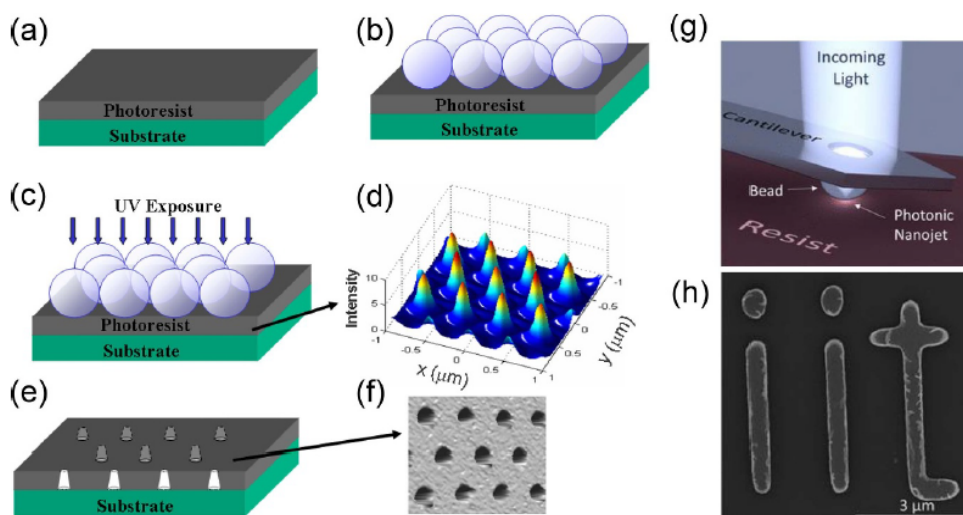 (a)
Photoresist
Substrate
(b)
Photoresist
Substrate
(c)
UV Exposure
Photoresist
Substrate
(d)
Intensity
10
5
0
-1
-0.5
0
0.5
1
x (μm)
-1
-0.5
0
0.5
1
y (μm)
(e)
Substrate
(f)
(g)
Incoming
Light
Cantilever
Bead
Photonic
Nanojet
Resist
(h)
iit
3 μm